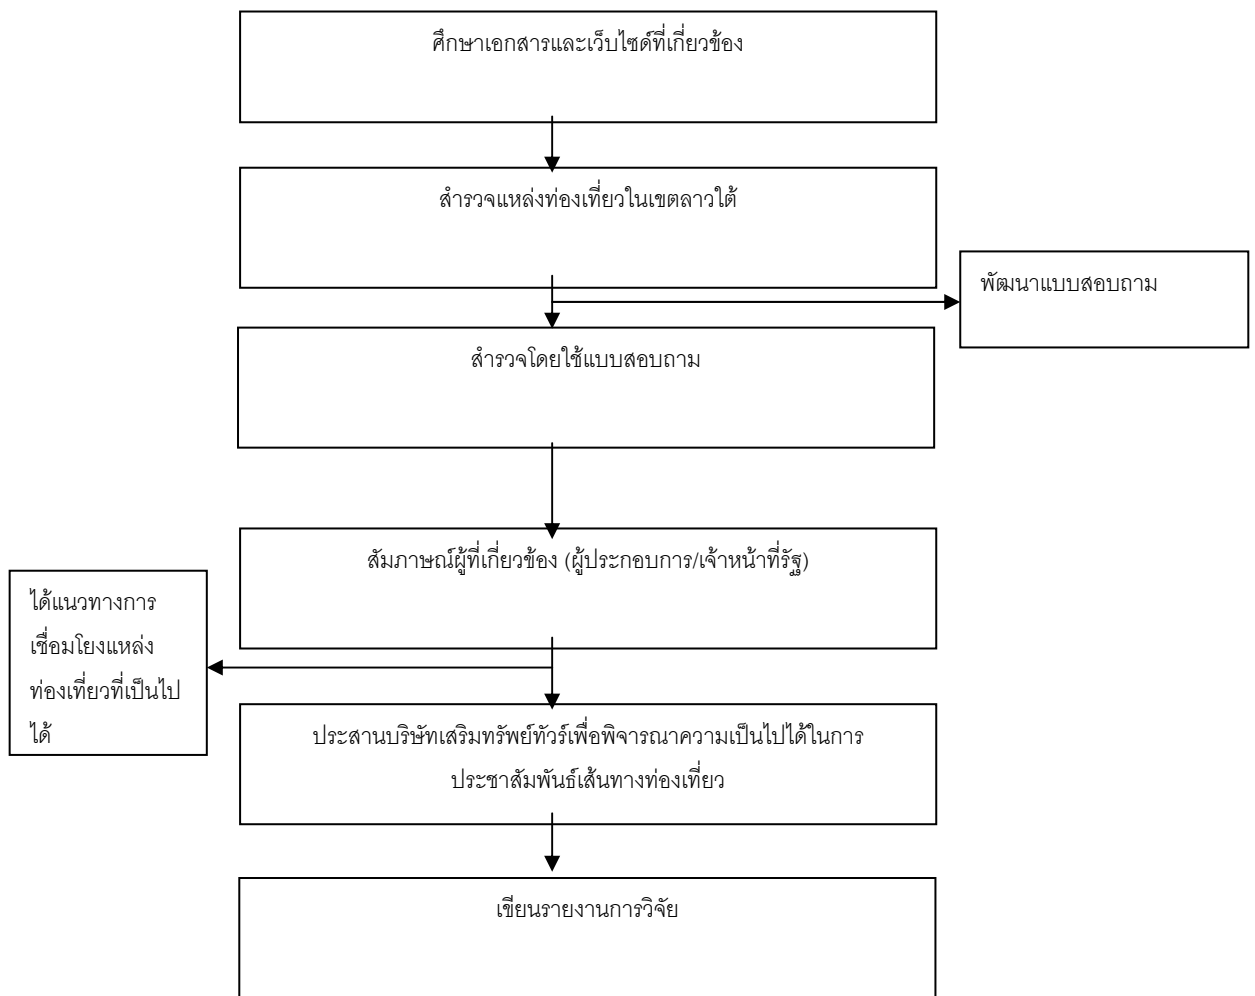 ศึกษาเอกสารและเว็บไซด์ที่เกี่ยวข้อง
สำรวจแหล่งท่องเที่ยวในเขตลาวใต้
พัฒนาแบบสอบถาม
สำรวจโดยใช้แบบสอบถาม
สัมภาษณ์ผู้ที่เกี่ยวข้อง (ผู้ประกอบการ/เจ้าหน้าที่รัฐ)
ได้แนวทางการ
เชื่อมโยงแหล่ง
ท่องเที่ยวที่เป็นไป
ได้
ประสานบริษัทเสริมทรัพย์ทัวร์เพื่อพิจารณาความเป็นไปได้ในการ
ประชาสัมพันธ์เส้นทางท่องเที่ยว
เขียนรายงานการวิจัย